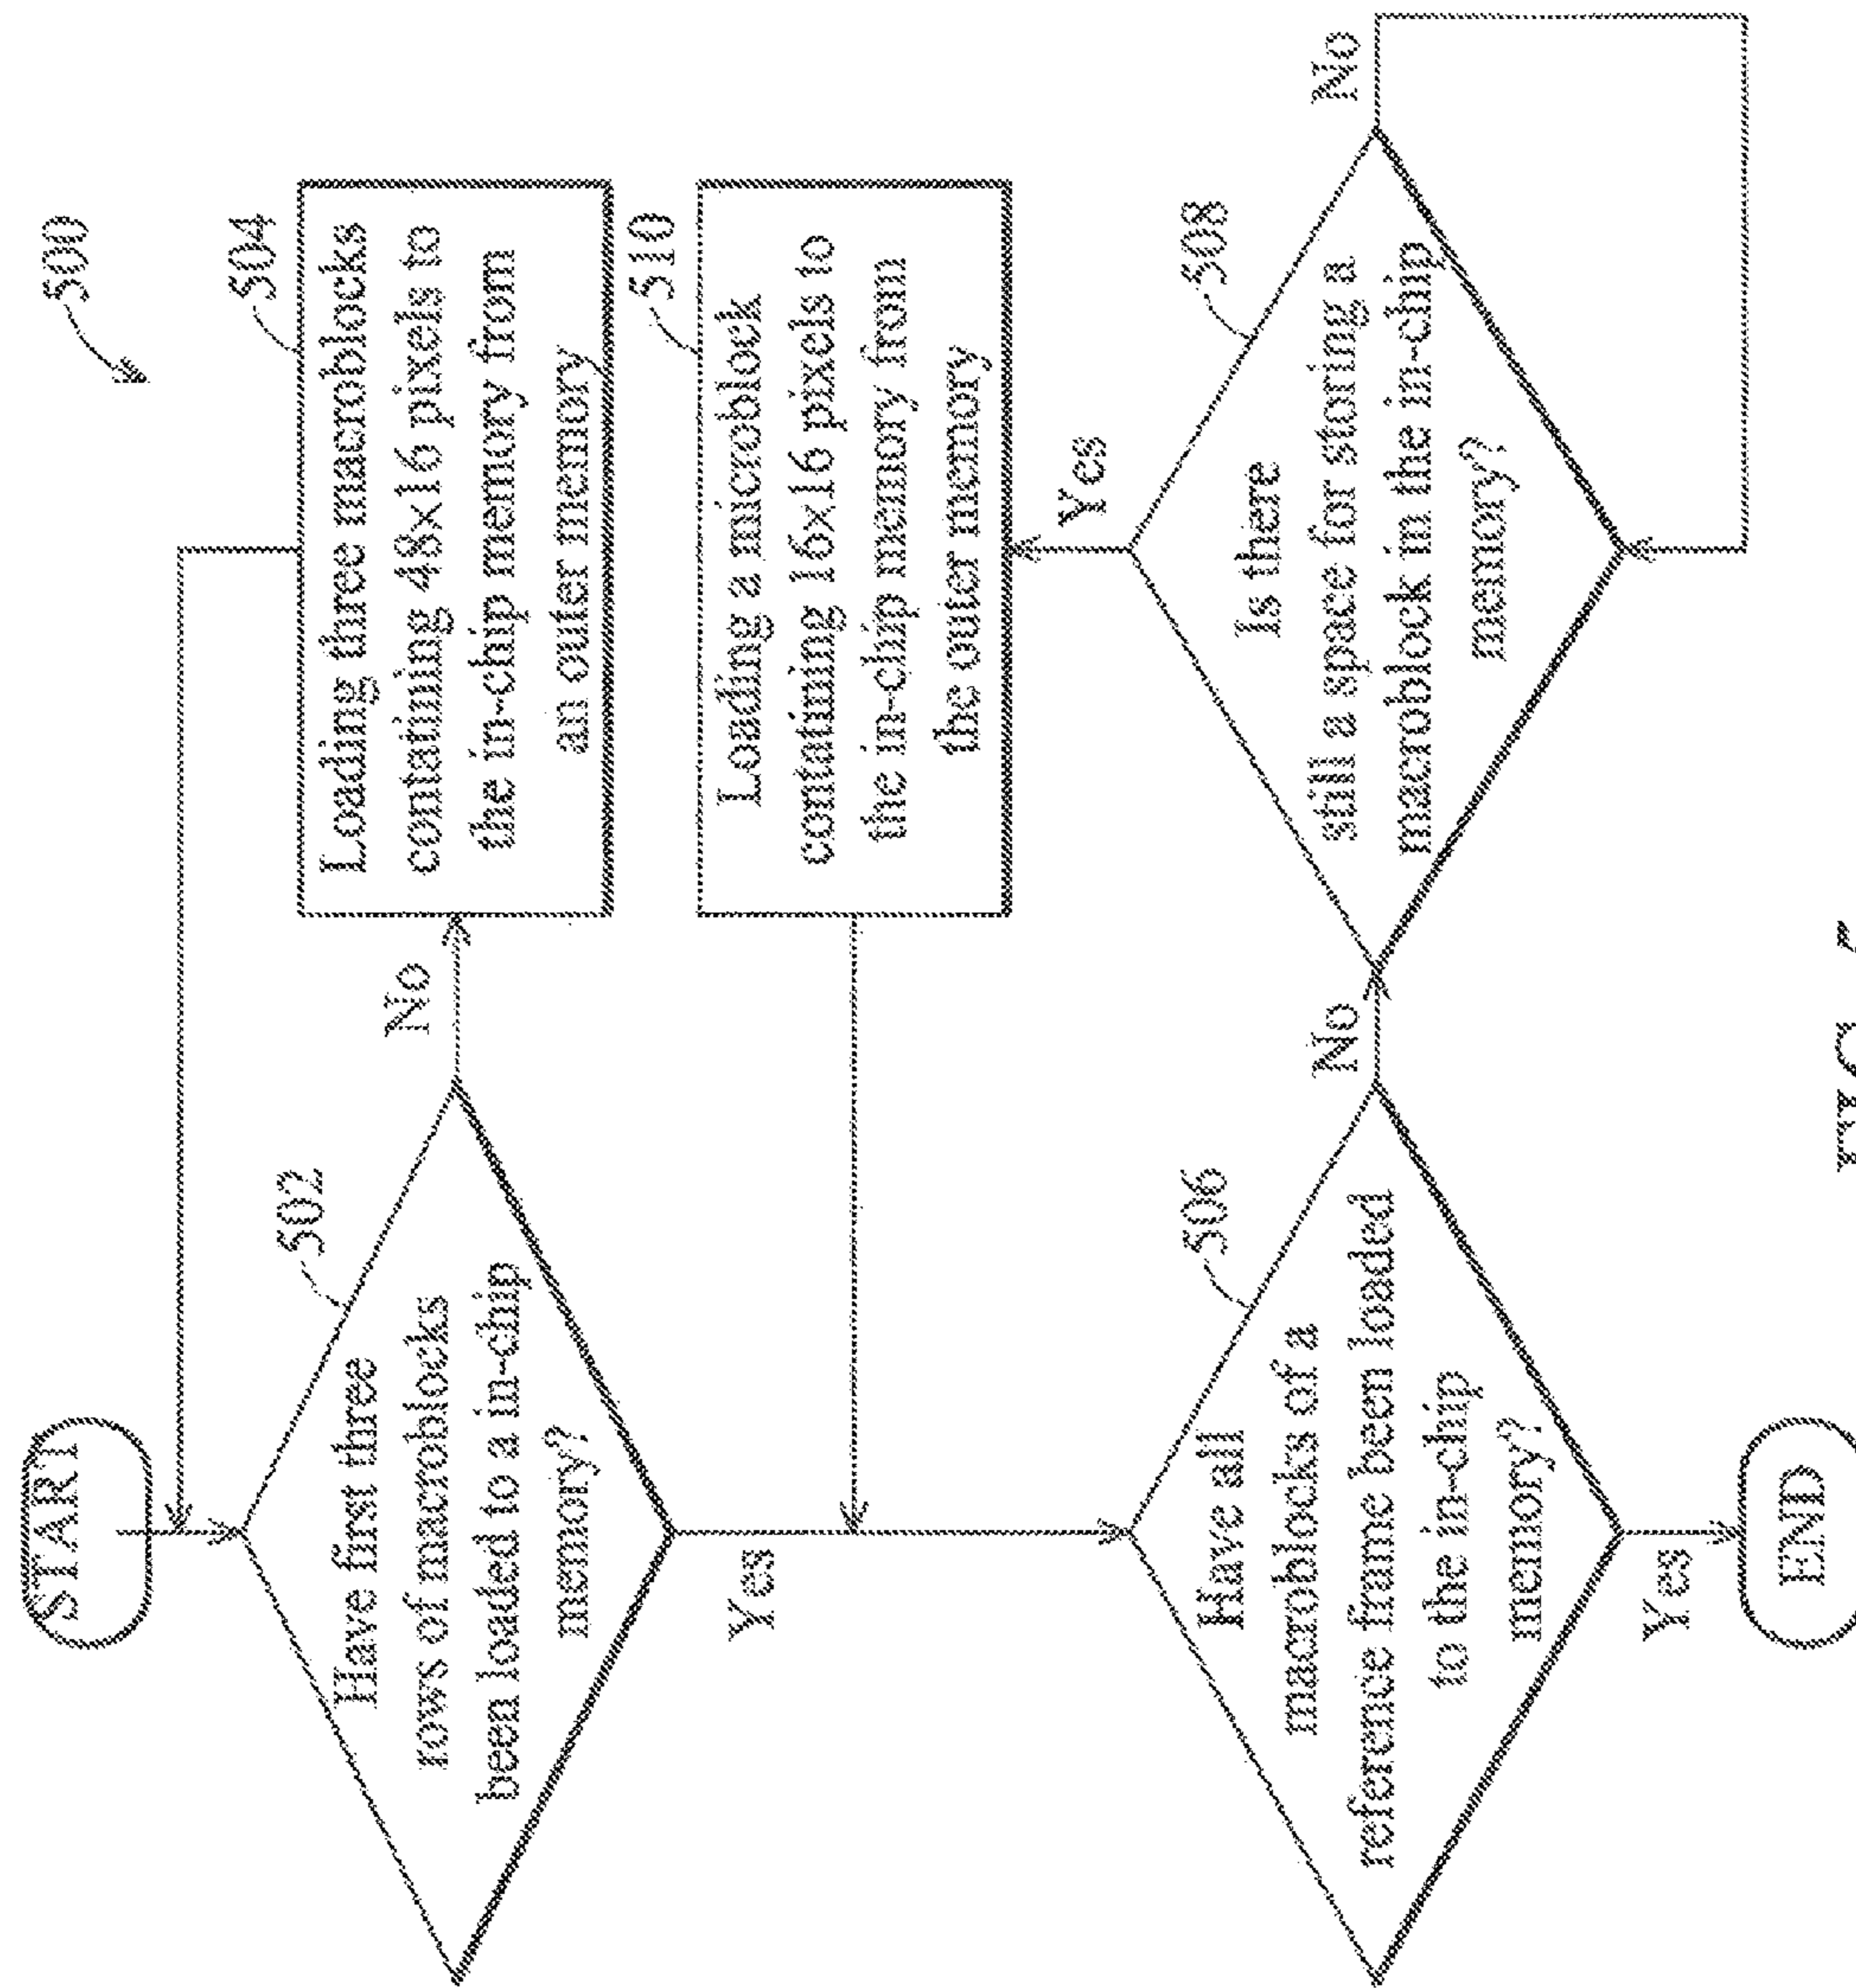 500
START
502
Have first three
rows of macroblocks
been loaded to a in-chip
memory?
No
504
Loading three macroblocks
containing 48x16 pixels to
the in-chip memory from
an outer memory
Yes
510
Loading a microblock
containing 16x16 pixels to
the in-chip memory from
the outer memory
506
Have all
macroblocks of a
reference frame been loaded
to the in-chip
memory?
No
Yes
508
Is there
still a space for storing a
macroblock in the in-chip
memory?
No
Yes
END